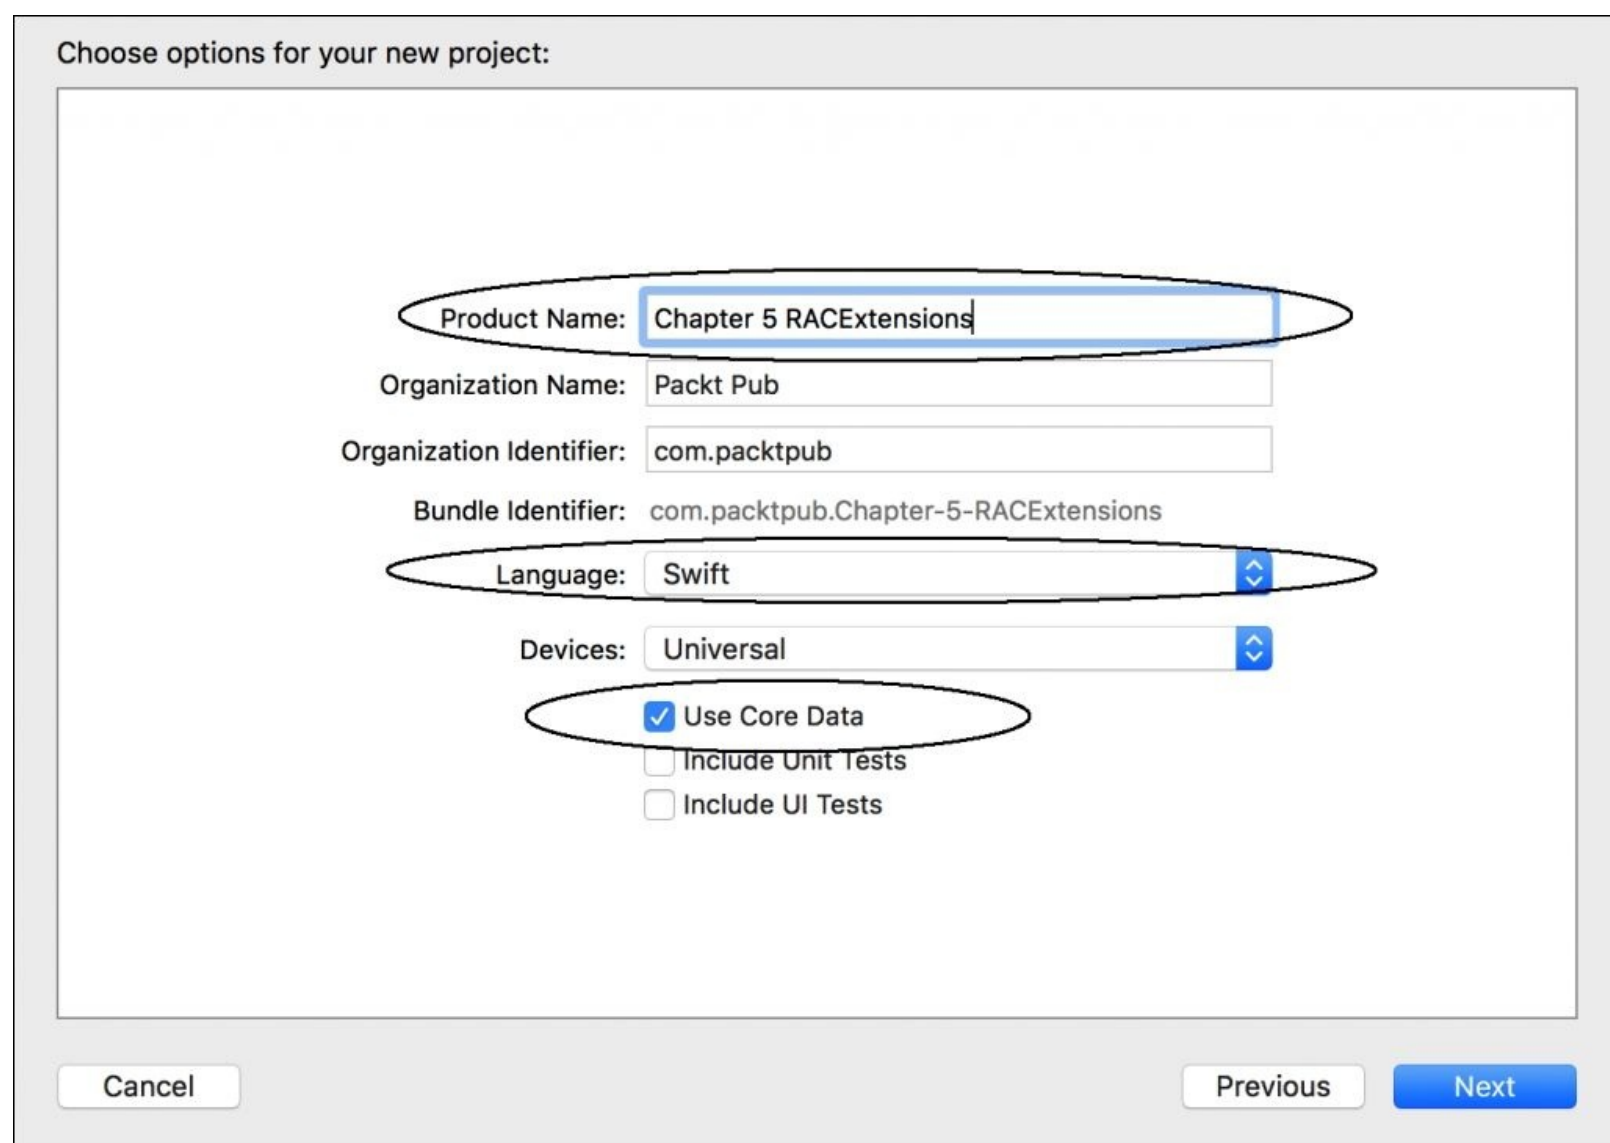 Choose options for your new project:
Product Name: Chapter 5 RACExtensions
Organization Name: Packt Pub
Organization Identifier: com.packtpub
Bundle Identifier: com.packtpub.Chapter-5-RACExtensions
Language: Swift
Devices: Universal
Use Core Data
Include Unit Tests
Include UI Tests
Cancel Previous Next